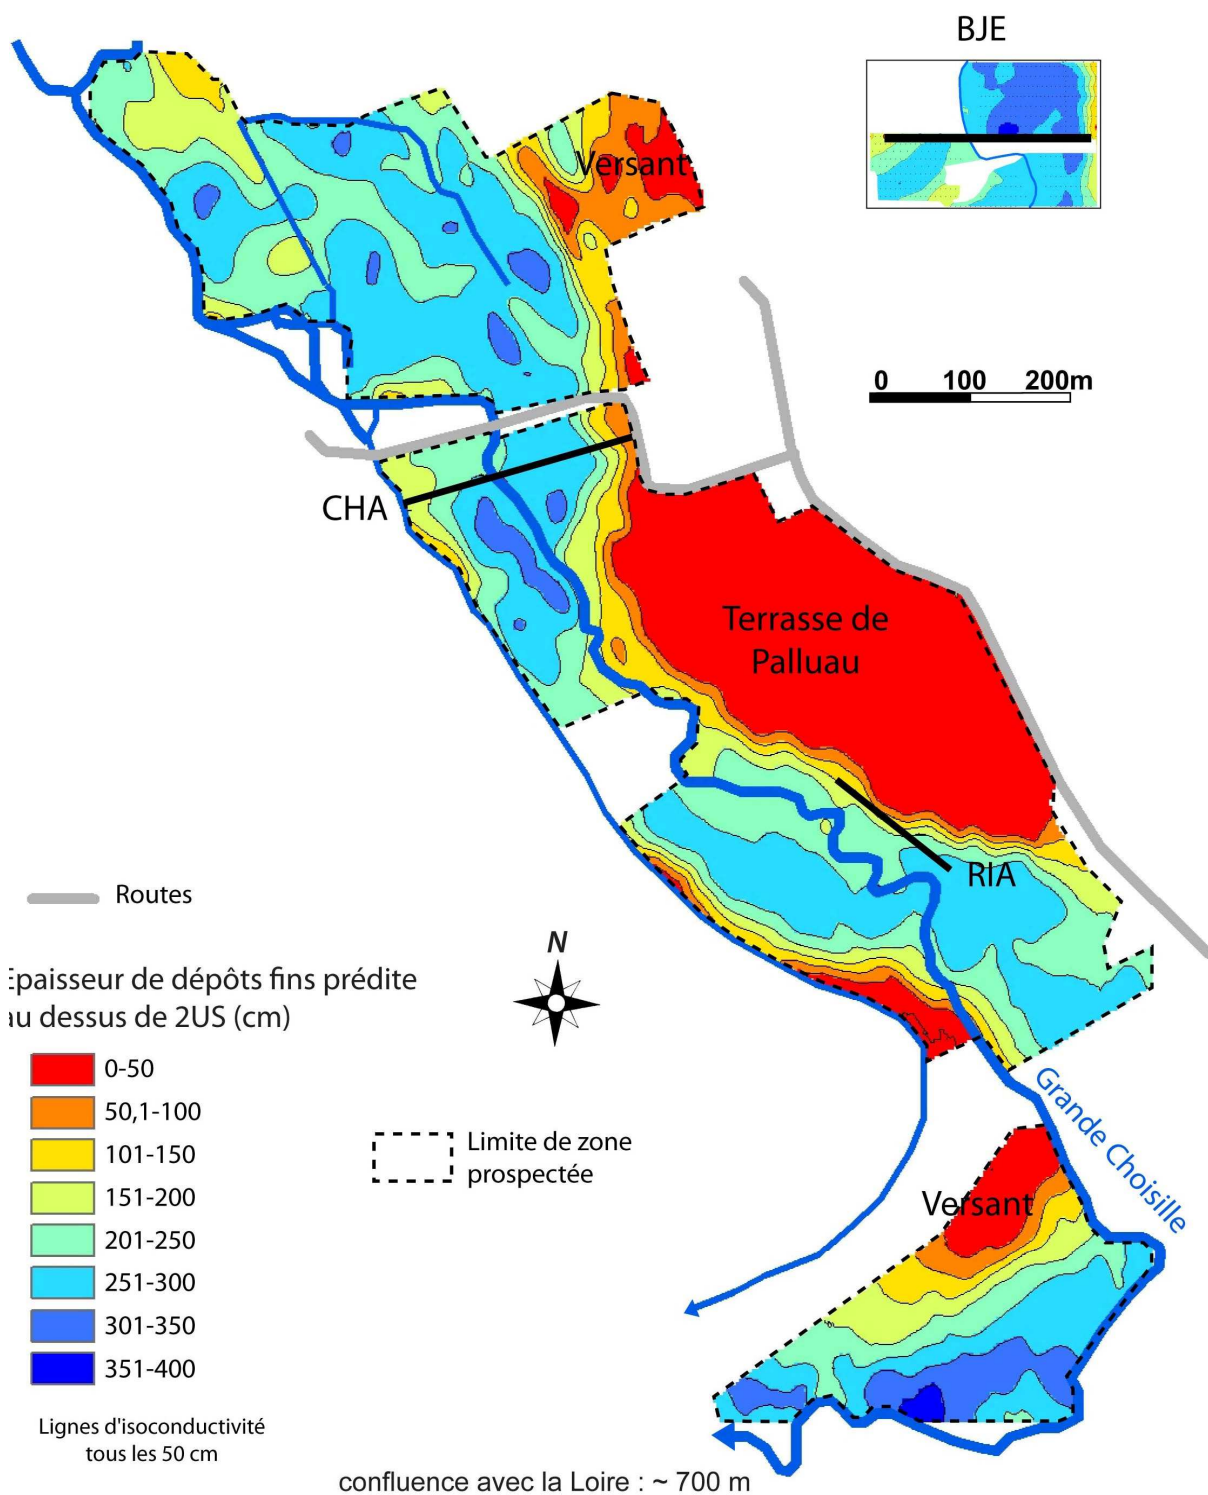 BJE
Versant
0 100 200m
CHA
Terrasse de
Palluau
RIA
Routes
N
Epaisseur de dépôts fins prédite
au dessus de 2US (cm)
0-50
50,1-100
101-150
151-200
201-250
251-300
301-350
351-400
Limite de zone
prospectée
Grande Choisille
Versant
Lignes d'isoconductivité
tous les 50 cm
confluence avec la Loire : ~ 700 m